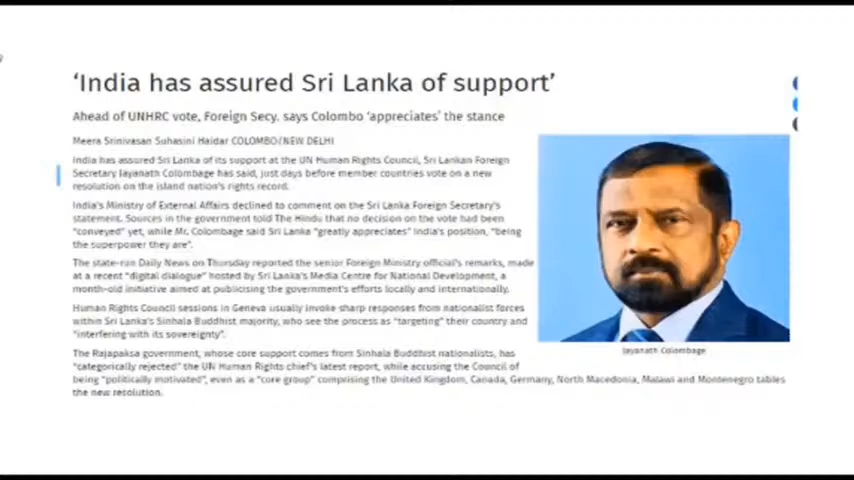 ‘India has assured Sri Lanka of support’
Ahead of UNHRC vote, Foreign Secy. says Colombo ‘appreciates’ the stance
Meera Srinivasan Suhasini Haidar COLOMBO/NEW DELHI
India has assured Sri Lanka of its support at the UN Human Rights Council, Sri Lankan Foreign
Secretary Jayanath Colombage has said, just days before member countries vote on a new
resolution on the island nation's rights record.
India's Ministry of External Affairs declined to comment on the Sri Lanka Foreign Secretary's
statement. Sources in the government told The Hindu that no decision on the vote had been
“conveyed” yet, while Mr. Colombage said Sri Lanka “greatly appreciates” India's position, “being
the superpower they are”.
The state-run Daily News on Thursday reported the senior Foreign Ministry official's remarks, made
at a recent “digital dialogue” hosted by Sri Lanka's Media Centre for National Development, a
month-old initiative aimed at publicising the government's efforts locally and internationally.
Human Rights Council sessions in Geneva usually invoke sharp responses from nationalist forces
within Sri Lanka's Sinhala Buddhist majority, who see the process as “targeting” their country and
“interfering with its sovereignty”.
The Rajapaksa government, whose core support comes from Sinhala Buddhist nationalists, has
“categorically rejected” the UN Human Rights chief's latest report, while accusing the Council of
being “politically motivated”, even as a “core group” comprising the United Kingdom, Canada, Germany, North Macedonia, Malawi and Montenegro tables
the new resolution.
Jayanath Colombage